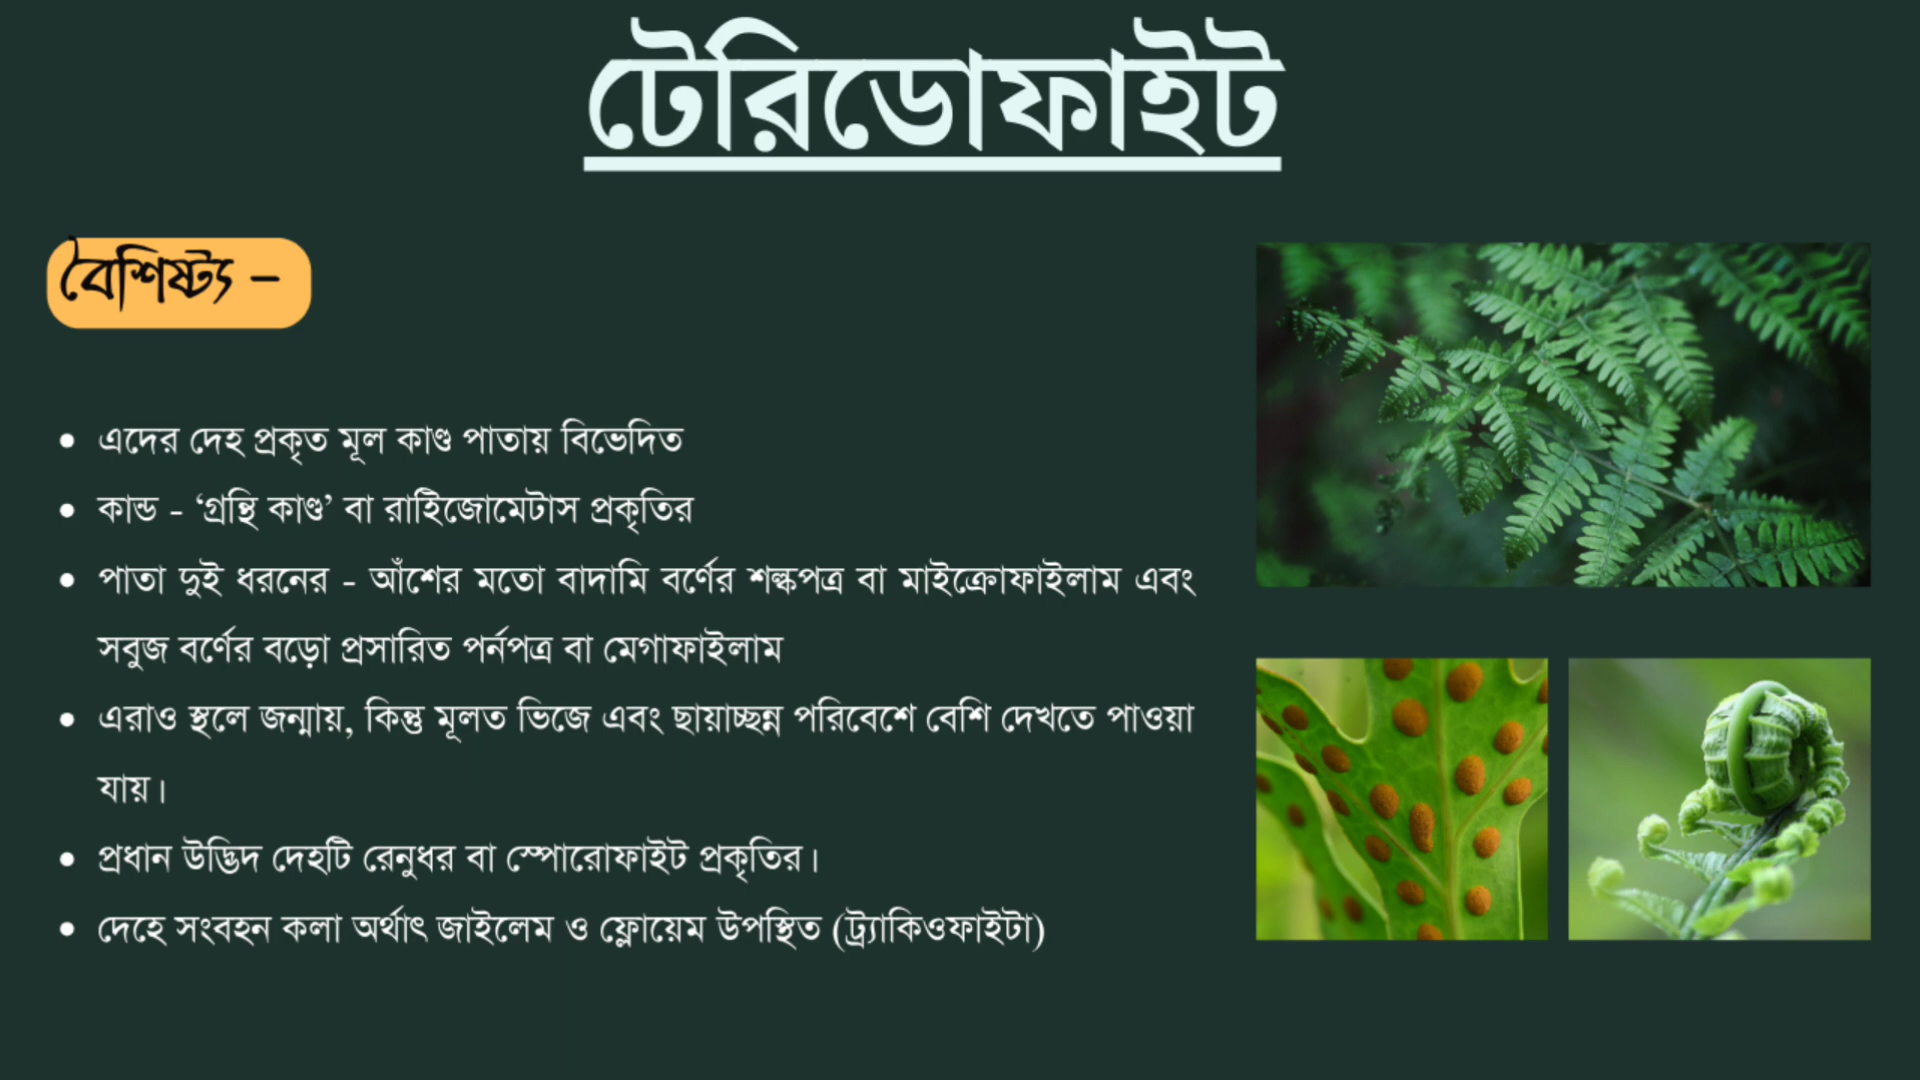 টেরিডোফাইট
বৈশিষ্ট্য –
• এদের দেহ প্রকৃত মূল কাণ্ড পাতায় বিভেদিত
• কান্ড - ‘গ্রন্থি কাণ্ড’ বা রাইিজোমেটাস প্রকৃতির
• পাতা দুই ধরনের - আঁশের মতো বাদামি বর্ণের শল্কপত্র বা মাইক্রোফাইলাম এবং
সবুজ বর্ণের বড়ো প্রসারিত পর্নপত্র বা মেগাফাইলাম
• এরাও স্থলে জন্মায়, কিন্তু মূলত ভিজে এবং ছায়াচ্ছন্ন পরিবেশে বেশি দেখতে পাওয়া
যায়।
• প্রধান উদ্ভিদ দেহটি রেনুধর বা স্পোরোফাইট প্রকৃতির।
• দেহে সংবহন কলা অর্থাৎ জাইলেম ও ফ্লোয়েম উপস্থিত (ট্র্যাকিওফাইটা)